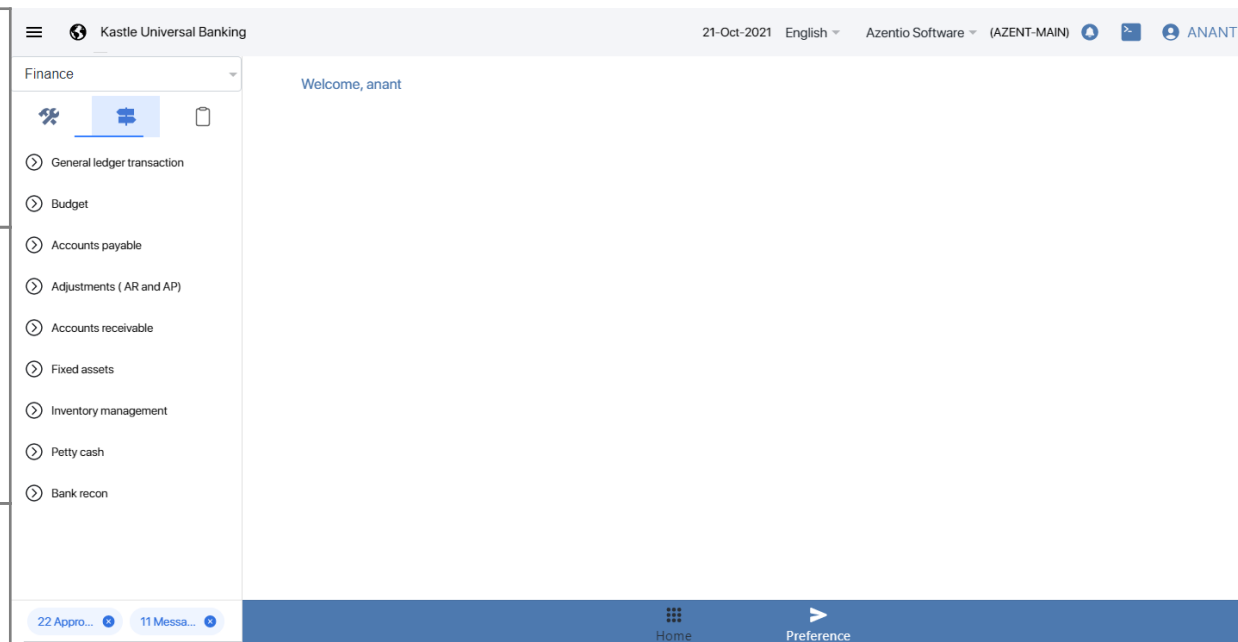 Kastle Universal Banking
21-Oct-2021 English Azentio Software (AZENT-MAIN) ANANT
Finance
Welcome, anant
General ledger transaction
Budget
Accounts payable
Adjustments ( AR and AP)
Accounts receivable
Fixed assets
Inventory management
Petty cash
Bank recon
22 Appro... 11 Messa...
Home Preference